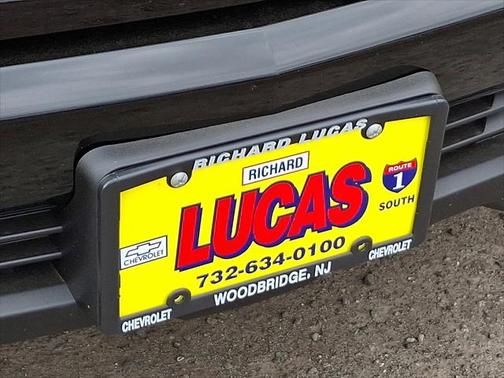 RICHARD LUCAS
RICHARD
LUCAS
ROUTE
1
SOUTH
CHEVROLET
732-634-0100
WOODBRIDGE, NJ
CHEVROLET
CHEVROLET